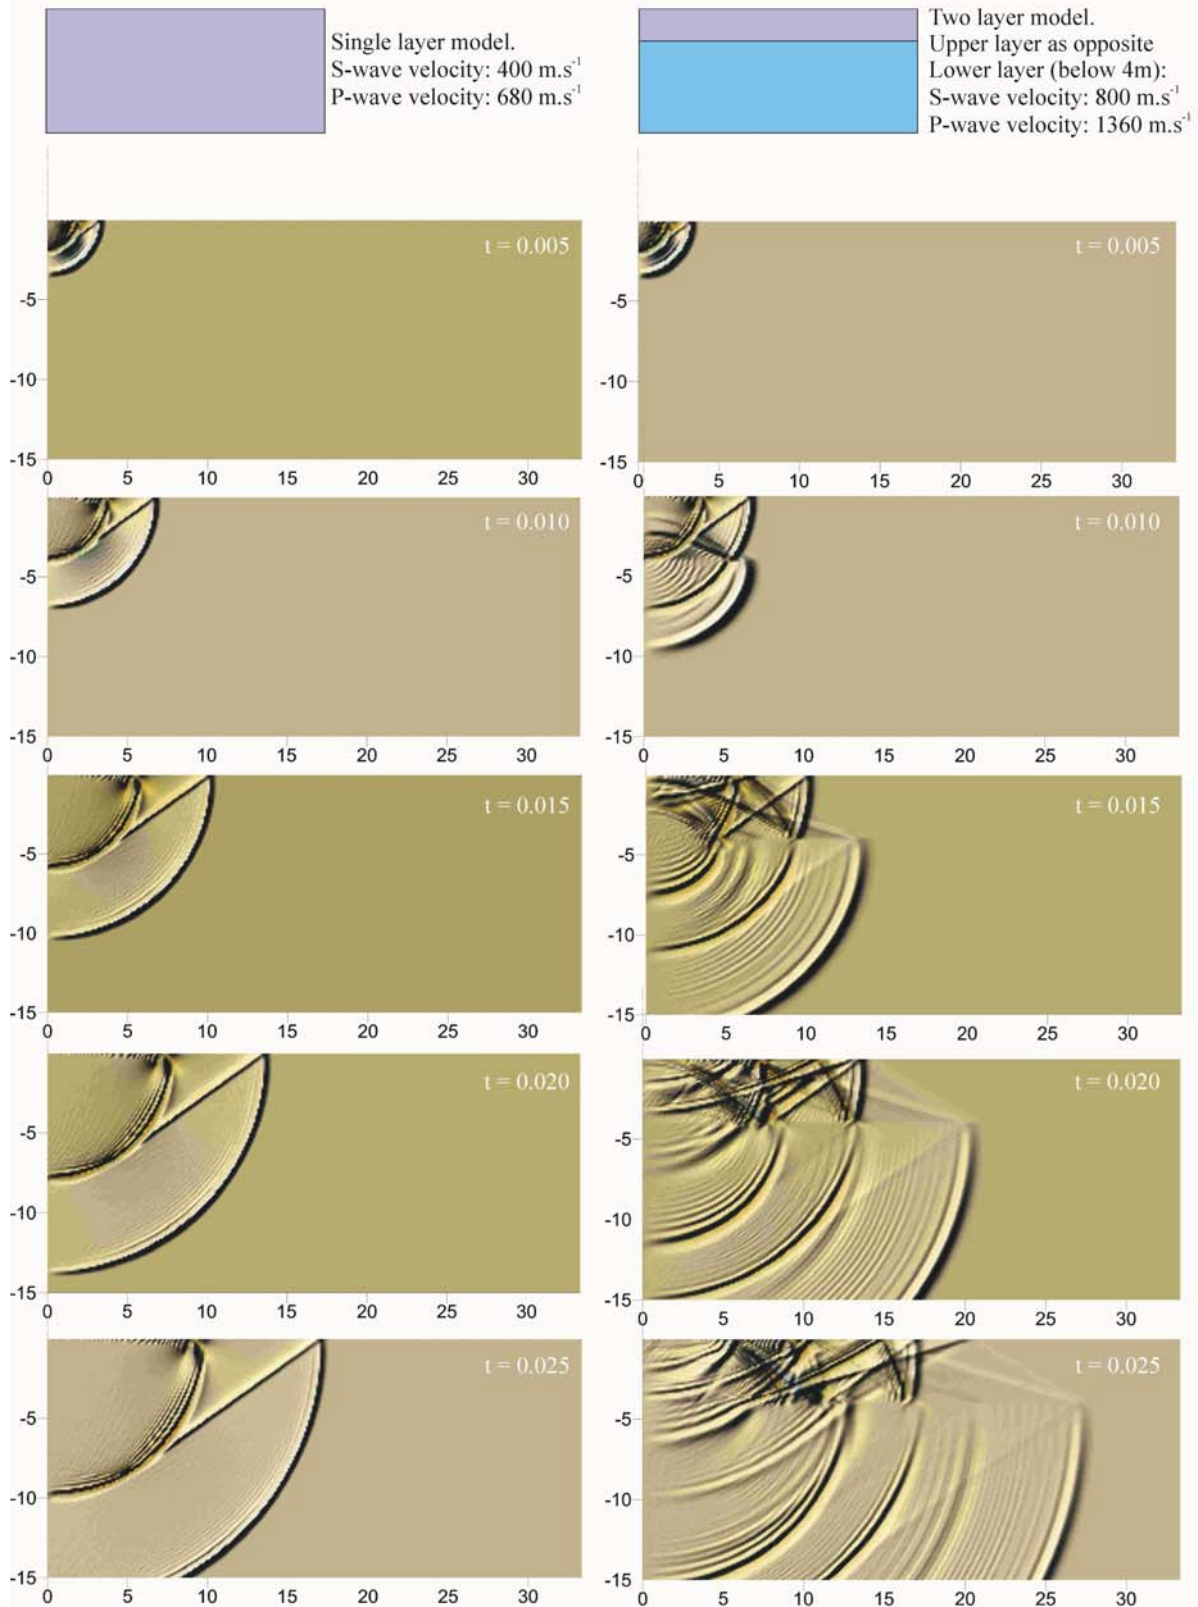 Single layer model.
S-wave velocity: 400 m.s-1
P-wave velocity: 680 m.s-1
Two layer model.
Upper layer as opposite
Lower layer (below 4m):
S-wave velocity: 800 m.s-1
P-wave velocity: 1360 m.s-1
t = 0.005
-5
-10
-15
0 5 10 15 20 25 30
t = 0.005
-5
-10
-15
0 5 10 15 20 25 30
t = 0.010
-5
-10
-15
0 5 10 15 20 25 30
t = 0.010
-5
-10
-15
0 5 10 15 20 25 30
t = 0.015
-5
-10
-15
0 5 10 15 20 25 30
t = 0.015
-5
-10
-15
0 5 10 15 20 25 30
t = 0.020
-5
-10
-15
0 5 10 15 20 25 30
t = 0.020
-5
-10
-15
0 5 10 15 20 25 30
t = 0.025
-5
-10
-15
0 5 10 15 20 25 30
t = 0.025
-5
-10
-15
0 5 10 15 20 25 30